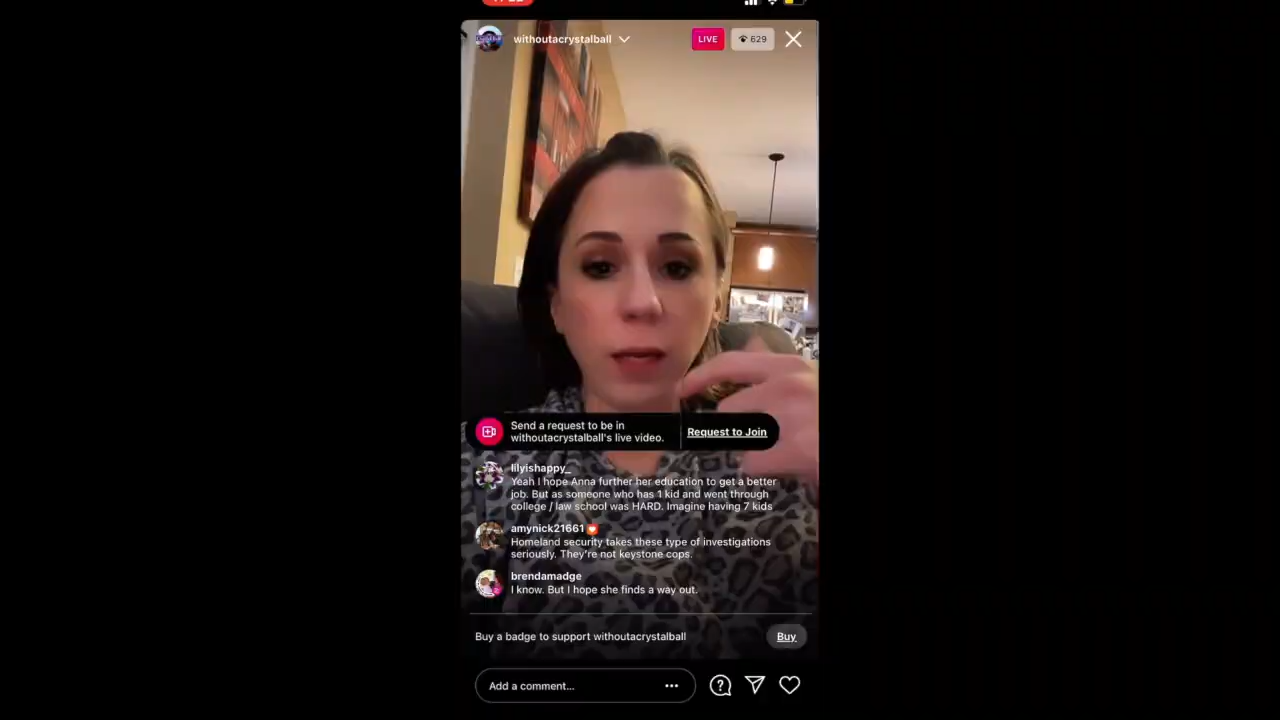 withoutacrystalball
LIVE
629
Send a request to be in
withoutacrystalball's live video.
Request to Join
lilyishappy_
Yeah I hope Anna further her education to get a better
job. But as someone who has 1 kid and went through
college / law school was HARD. Imagine having 7 kids
amynick21661
Homeland security takes these type of investigations
seriously. They're not keystone cops.
brendamadge
I know. But I hope she finds a way out.
Buy a badge to support withoutacrystalball
Buy
Add a comment...